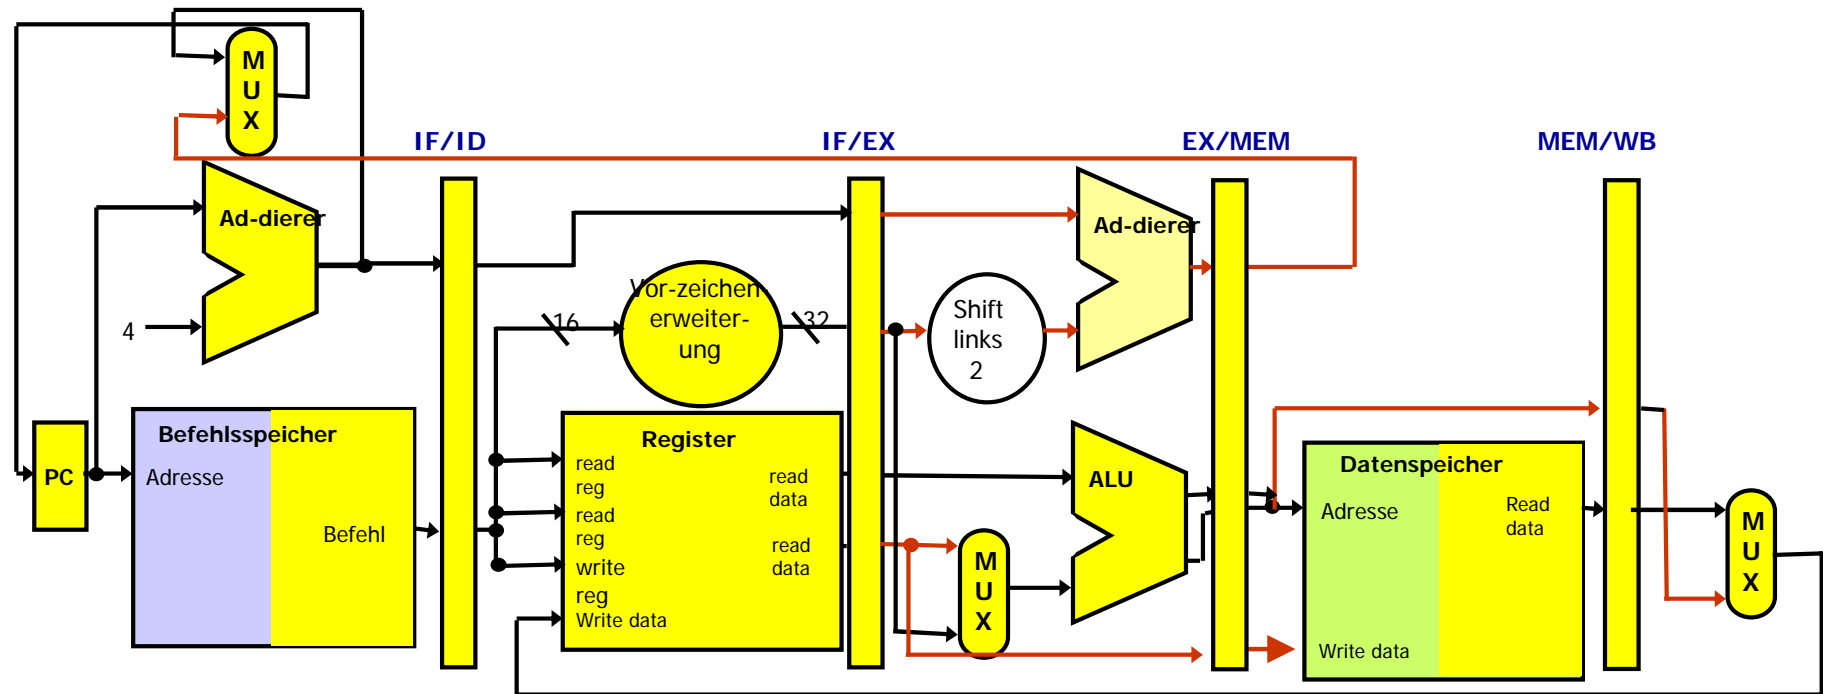 M
U
X
IF/ID
IF/EX
EX/MEM
MEM/WB
Ad-dierer
4
16
Vor-zeichen-
erweiter-
ung
32
Shift
links
2
Ad-dierer
PC
Befehlsspeicher
Adresse
Befehl
Register
read
reg
read
reg
write
reg
Write data
read
data
read
data
M
U
X
ALU
Datenspeicher
Adresse
Read
data
Write data
M
U
X